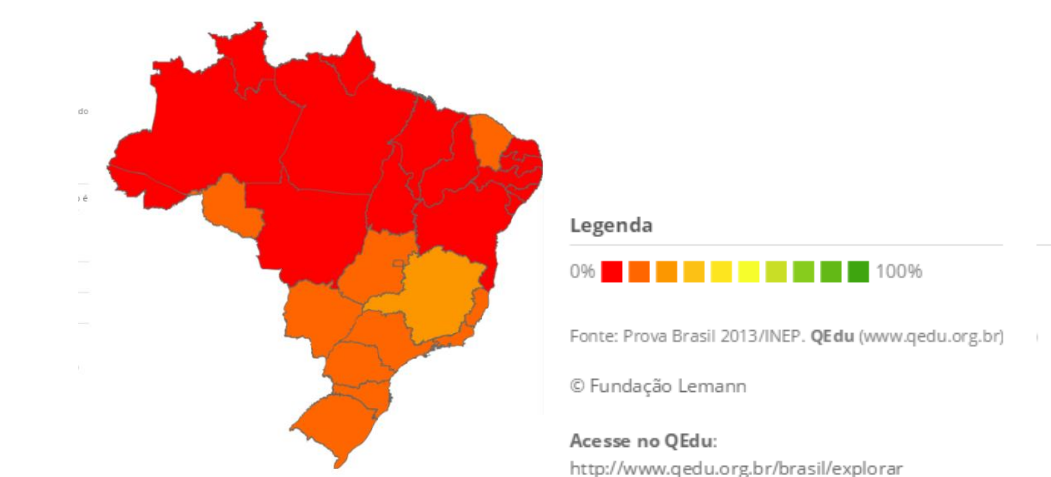 do
é
Legenda
0% 100%
Fonte: Prova Brasil 2013/INEP. QEdu (www.qedu.org.br)
© Fundação Lemann
Acesse no QEdu:
http://www.qedu.org.br/brasil/explorar